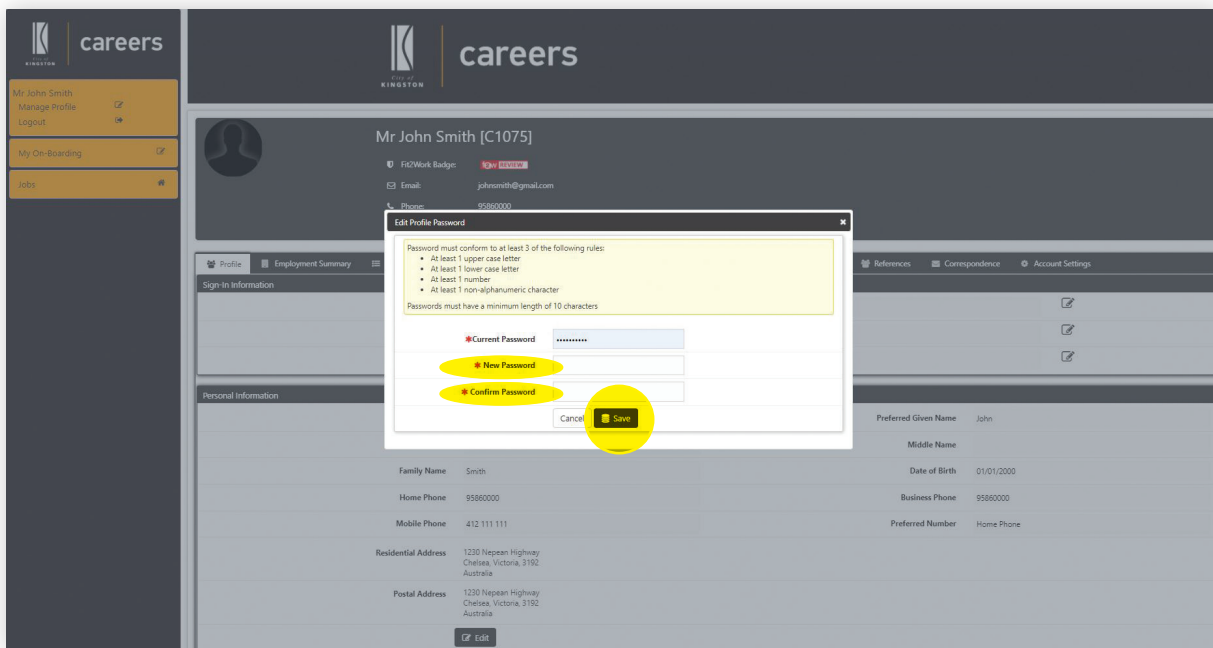 City of
KINGSTON
careers
City of
KINGSTON
careers
Mr John Smith
Manage Profile
Logout
My On-Boarding
Jobs
Mr John Smith [C1075]
Fit2Work Badge:
REVIEW
Email: johnsmith@gmail.com
Phone: 95860000
Edit Profile Password
Password must conform to at least 3 of the following rules:
• At least 1 upper case letter
• At least 1 lower case letter
• At least 1 number
• At least 1 non-alphanumeric character
Passwords must have a minimum length of 10 characters
*Current Password ••••••••••
* New Password
* Confirm Password
Cancel Save
Profile Employment Summary References Correspondence Account Settings
Sign-In Information
Personal Information
Preferred Given Name John
Middle Name
Family Name Smith Date of Birth 01/01/2000
Home Phone 95860000 Business Phone 95860000
Mobile Phone 412 111 111 Preferred Number Home Phone
Residential Address 1230 Nepean Highway
Chelsea, Victoria, 3192
Australia
Postal Address 1230 Nepean Highway
Chelsea, Victoria, 3192
Australia
Edit